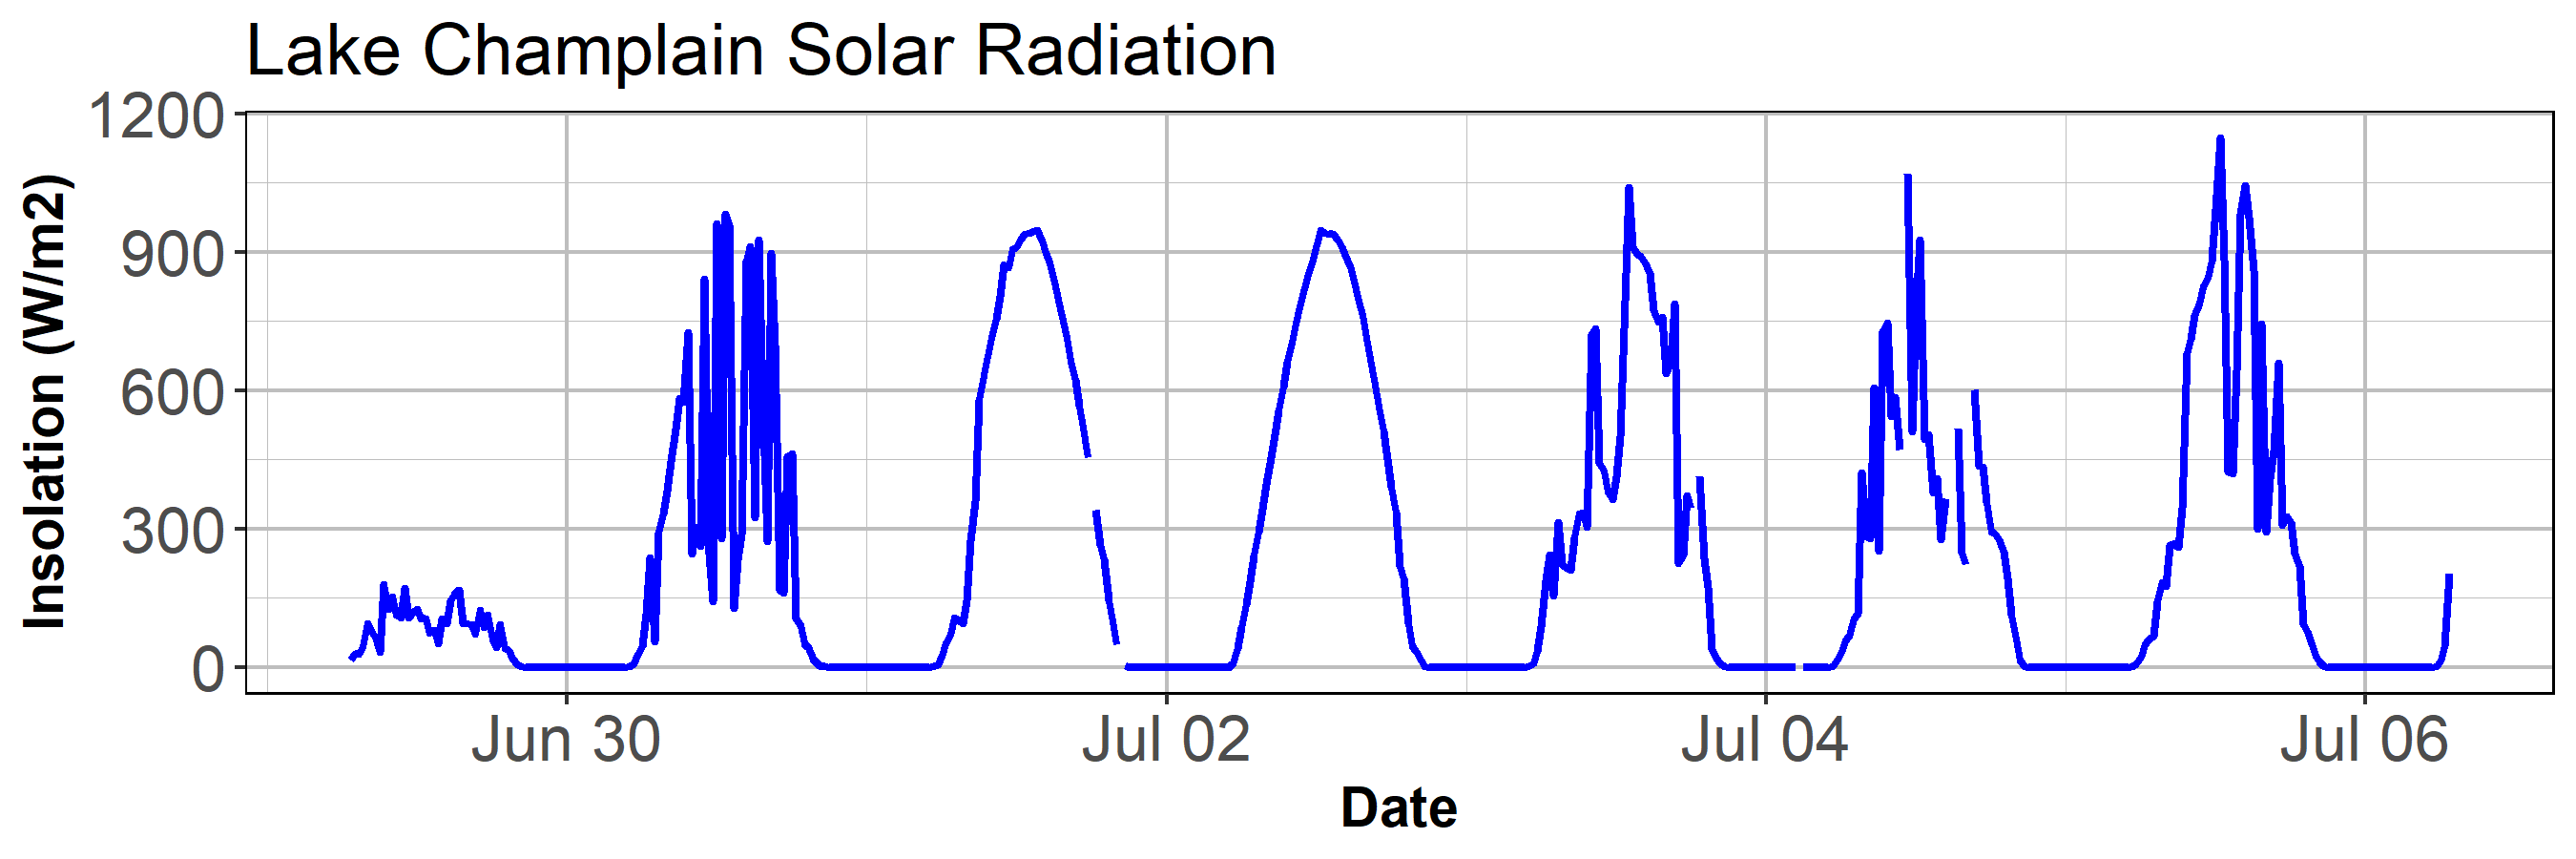 Lake Champlain Solar Radiation
1200
900
600
300
0
Insolation (W/m2)
Jun 30
Jul 02
Jul 04
Jul 06
Date